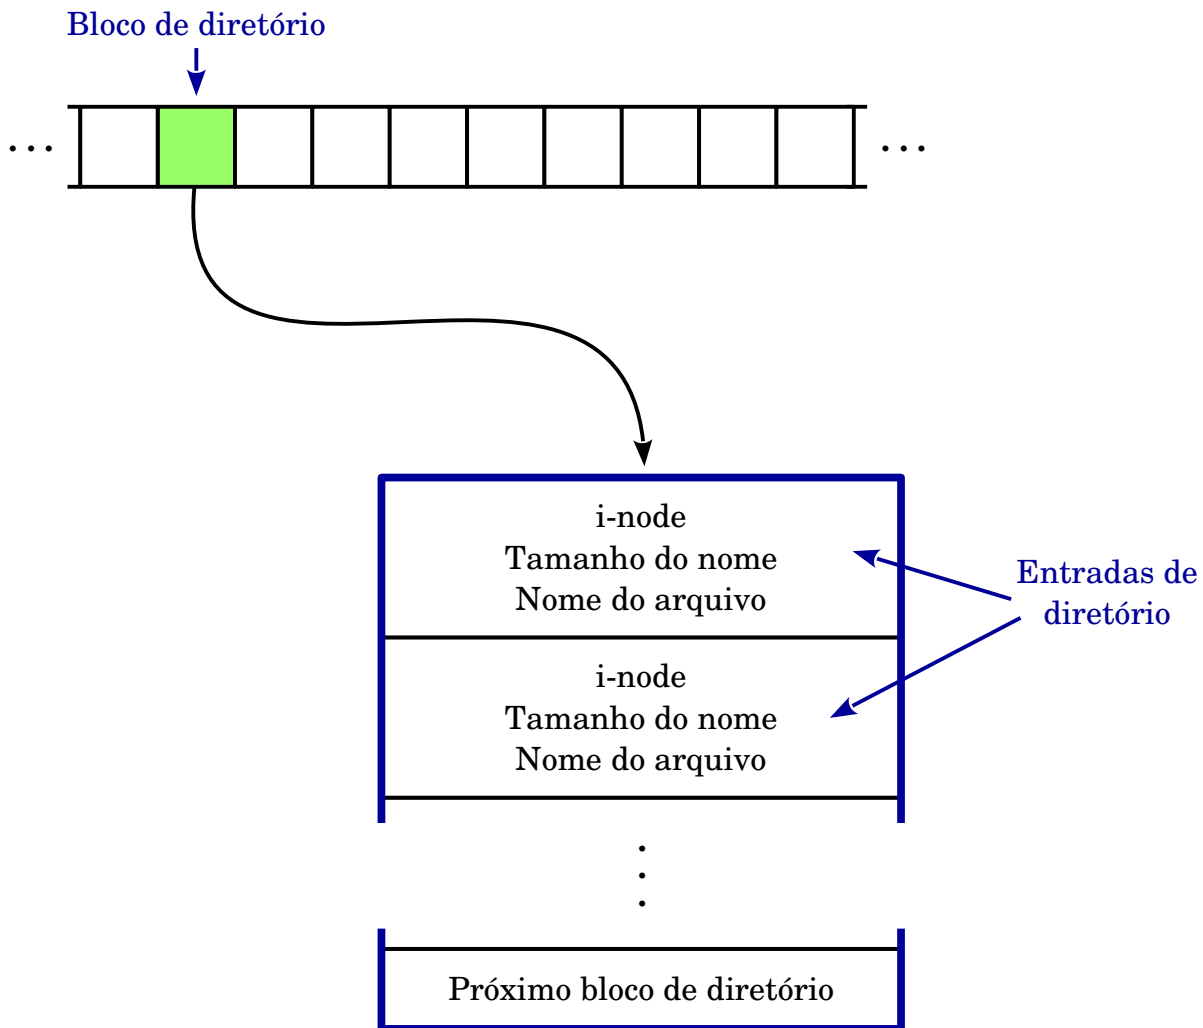 Bloco de diretório
... ...
i-node
Tamanho do nome
Nome do arquivo
Entradas de
diretório
i-node
Tamanho do nome
Nome do arquivo
Próximo bloco de diretório